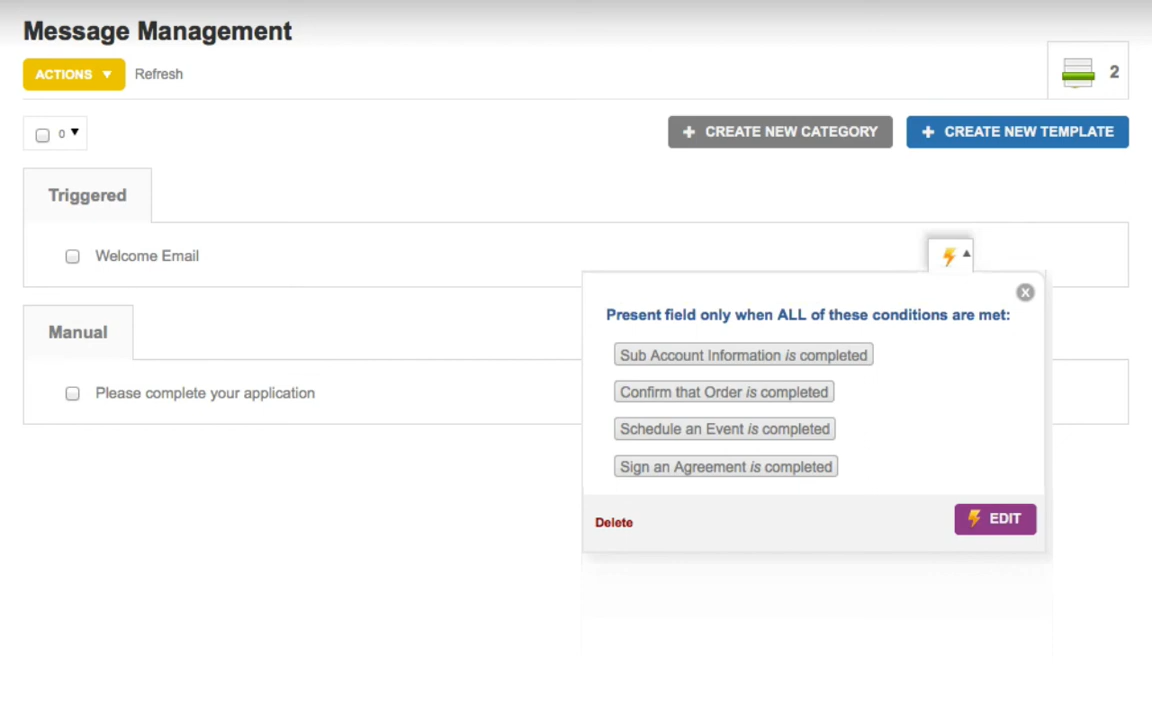 Message Management
ACTIONS ▼ Refresh
2
0 ▼
+ CREATE NEW CATEGORY + CREATE NEW TEMPLATE
Triggered
Welcome Email
Present field only when ALL of these conditions are met:
Sub Account Information is completed
Manual
Confirm that Order is completed
Please complete your application
Schedule an Event is completed
Sign an Agreement is completed
Delete
EDIT